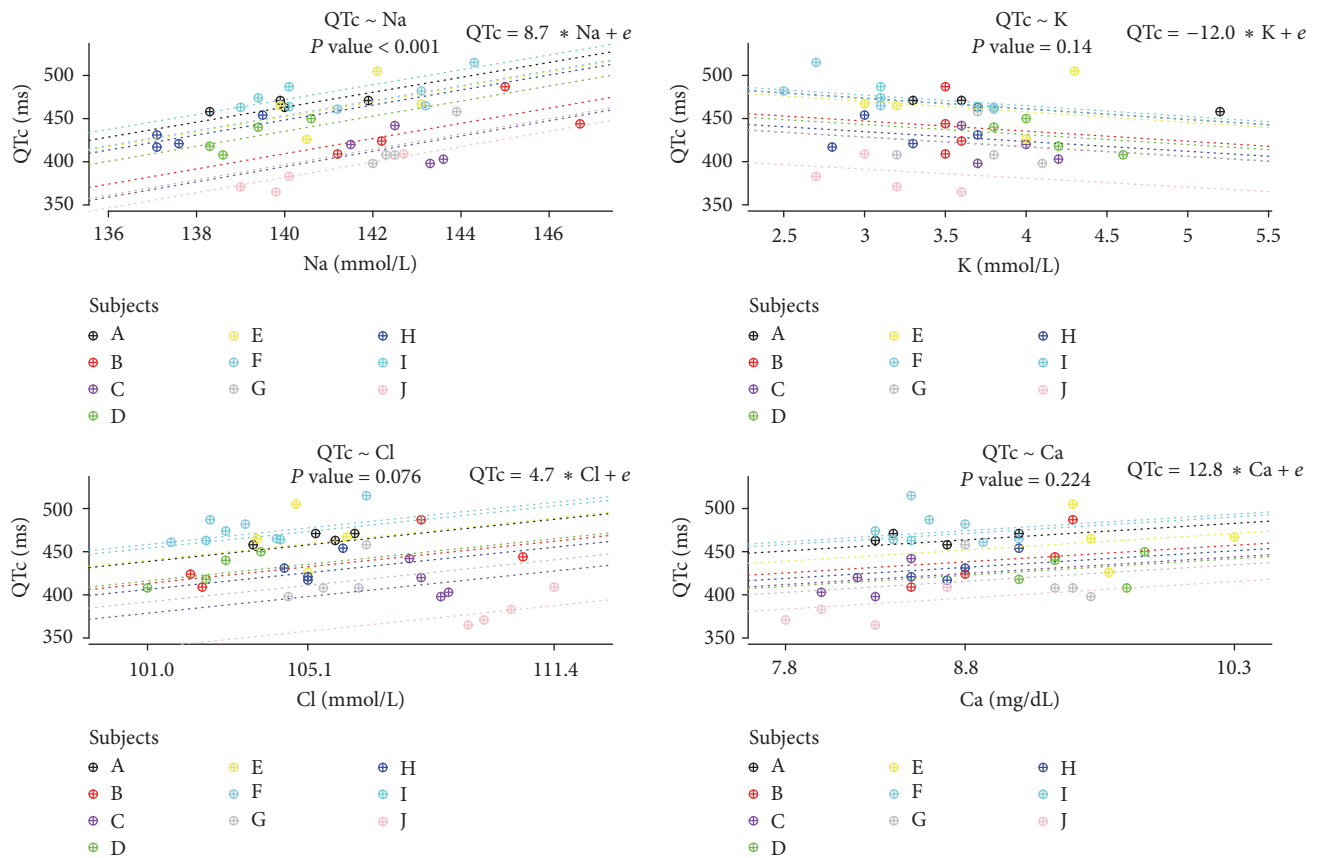 QTc ~ Na
P value < 0.001
QTc = 8.7 * Na + e
QTc (ms)
500
450
400
350
136
138
140
142
144
146
Na (mmol/L)
Subjects
A
B
C
D
E
F
G
H
I
J
QTc ~ K
P value = 0.14
QTc = −12.0 * K + e
QTc (ms)
500
450
400
350
2.5
3
3.5
4
4.5
5
5.5
K (mmol/L)
Subjects
A
B
C
D
E
F
G
H
I
J
QTc ~ Cl
P value = 0.076
QTc = 4.7 * Cl + e
QTc (ms)
500
450
400
350
101.0
105.1
111.4
Cl (mmol/L)
Subjects
A
B
C
D
E
F
G
H
I
J
QTc ~ Ca
P value = 0.224
QTc = 12.8 * Ca + e
QTc (ms)
500
450
400
350
7.8
8.8
10.3
Ca (mg/dL)
Subjects
A
B
C
D
E
F
G
H
I
J